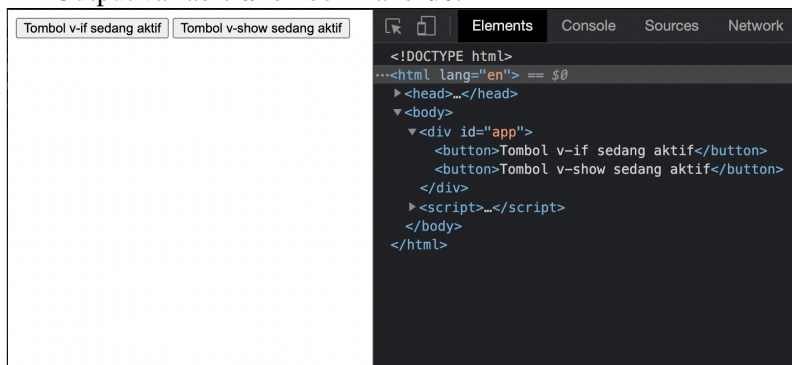 Tombol v-if sedang aktif Tombol v-show sedang aktif
Elements Console Sources Network
<!DOCTYPE html>
···<html lang="en"> == $0
▶<head>…</head>
▼<body>
▼<div id="app">
<button>Tombol v-if sedang aktif</button>
<button>Tombol v-show sedang aktif</button>
</div>
▶<script>…</script>
</body>
</html>